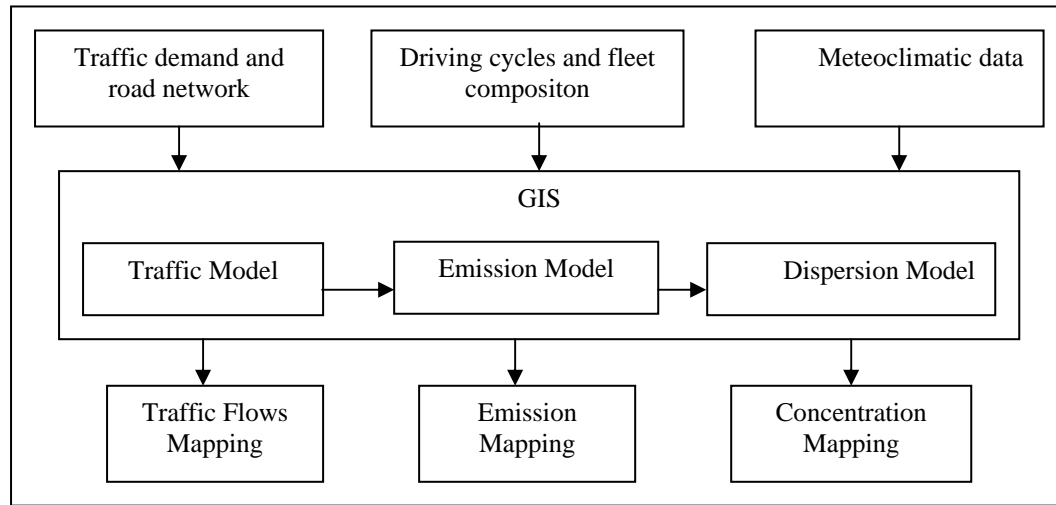 Traffic demand and
road network
Driving cycles and fleet
compositon
Meteoclimatic data
GIS
Traffic Model
Emission Model
Dispersion Model
Traffic Flows
Mapping
Emission
Mapping
Concentration
Mapping